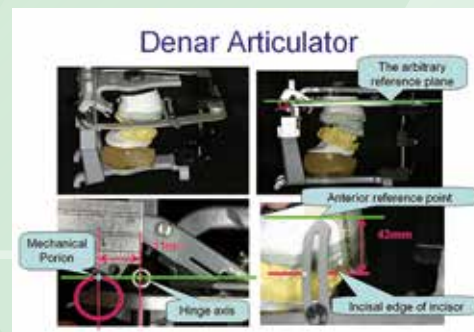 Denar Articulator
The arbitrary
reference plane
Anterior reference point
Mechanical
Porion
42mm
Hinge axis
Incisal edge of incisor